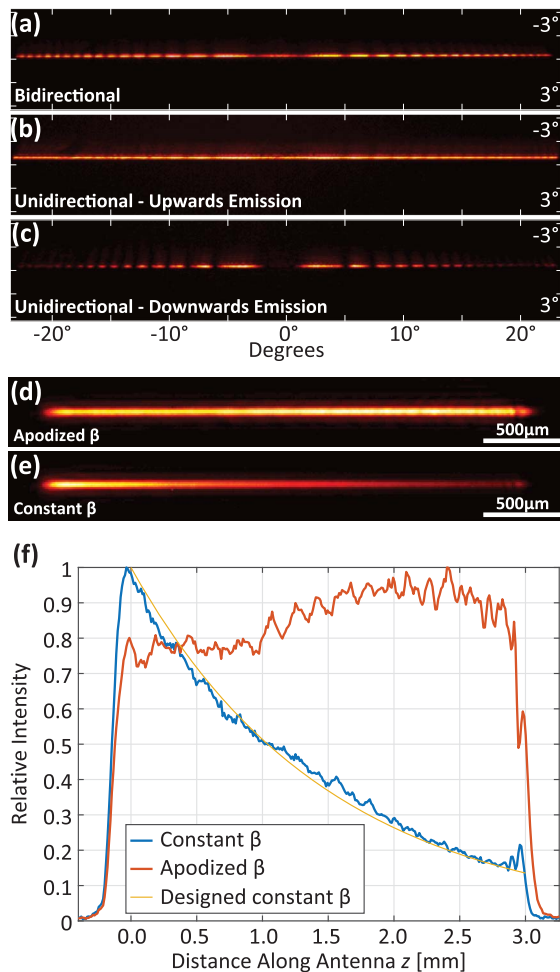 (a)
-3°
Bidirectional
3°
(b)
-3°
Unidirectional - Upwards Emission
3°
(c)
-3°
Unidirectional - Downwards Emission
3°
-20° -10° 0° 10° 20°
Degrees
(d)
Apodized β
500μm
(e)
Constant β
500μm
(f)
1
0.9
0.8
0.7
0.6
0.5
0.4
0.3
0.2
0.1
0
Relative Intensity
Constant β
Apodized β
Designed constant β
0.0 0.5 1.0 1.5 2.0 2.5 3.0
Distance Along Antenna z [mm]